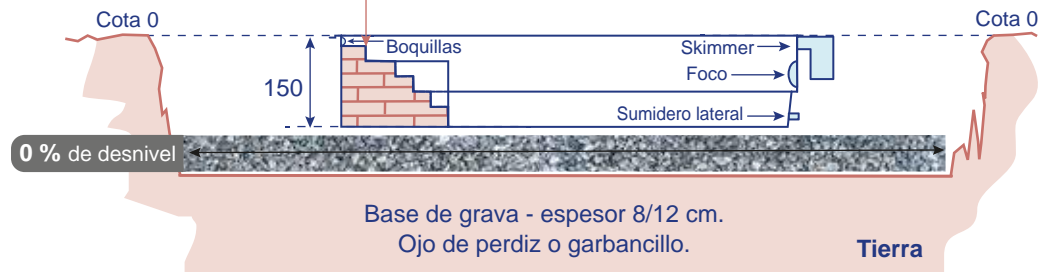 Cota 0
Cota 0
Boquillas
Skimmer
Foco
150
Sumidero lateral
0 % de desnivel
Base de grava - espesor 8/12 cm.
Ojo de perdiz o garbancillo.
Tierra